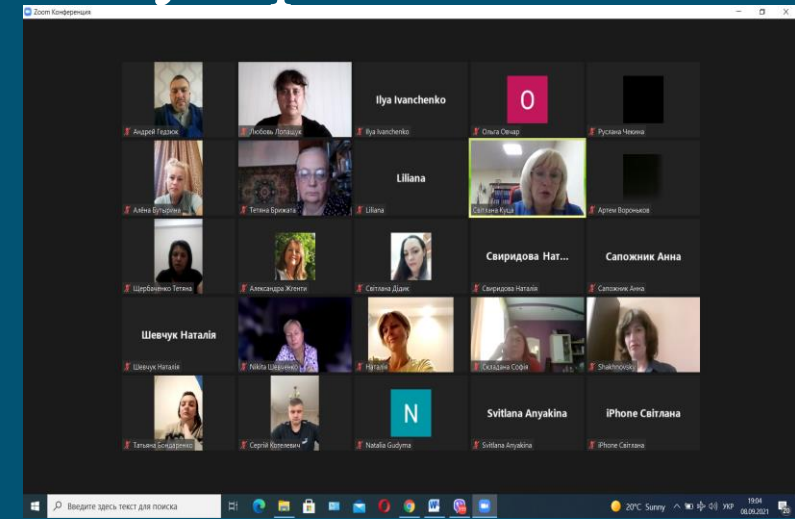 Zoom Конференция
Андрей Гедзюк
Любовь Лопащук
Ilya Ivanchenko
Ilya Ivanchenko
O
Ольга Овчар
Руслана Чекина
Алёна Бутырина
Тетяна Брижата
Liliana
Liliana
Світлана Куца
Артем Вороньков
Щербаченко Тетяна
Александра Жгенти
Світлана Дідик
Свиридова Нат...
Свиридова Наталія
Сапожник Анна
Сапожник Анна
Шевчук Наталія
Шевчук Наталія
Nikita Шевченко
Наталія
Складана Софія
Shakhnovsky
Татьяна Бондаренко
Сергій Котелевич
N
Natalia Gudyma
Svitlana Anyakina
Svitlana Anyakina
iPhone Світлана
iPhone Світлана
Введите здесь текст для поиска
20°C Sunny
УКР
19:04
08.09.2021